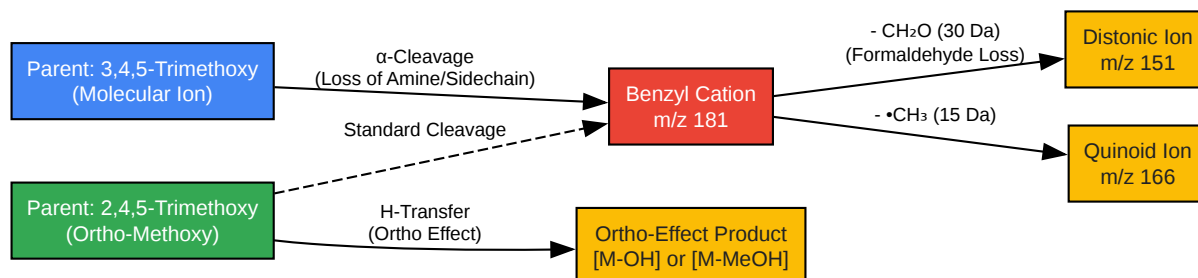 Parent: 3,4,5-Trimethoxy
(Molecular Ion)
α-Cleavage
(Loss of Amine/Sidechain)
Standard Cleavage
Parent: 2,4,5-Trimethoxy
(Ortho-Methoxy)
H-Transfer
(Ortho Effect)
Benzyl Cation
m/z 181
Ortho-Effect Product
[M-OH] or [M-MeOH]
- CH₂O (30 Da)
(Formaldehyde Loss)
- •CH₃ (15 Da)
Distonic Ion
m/z 151
Quinoid Ion
m/z 166